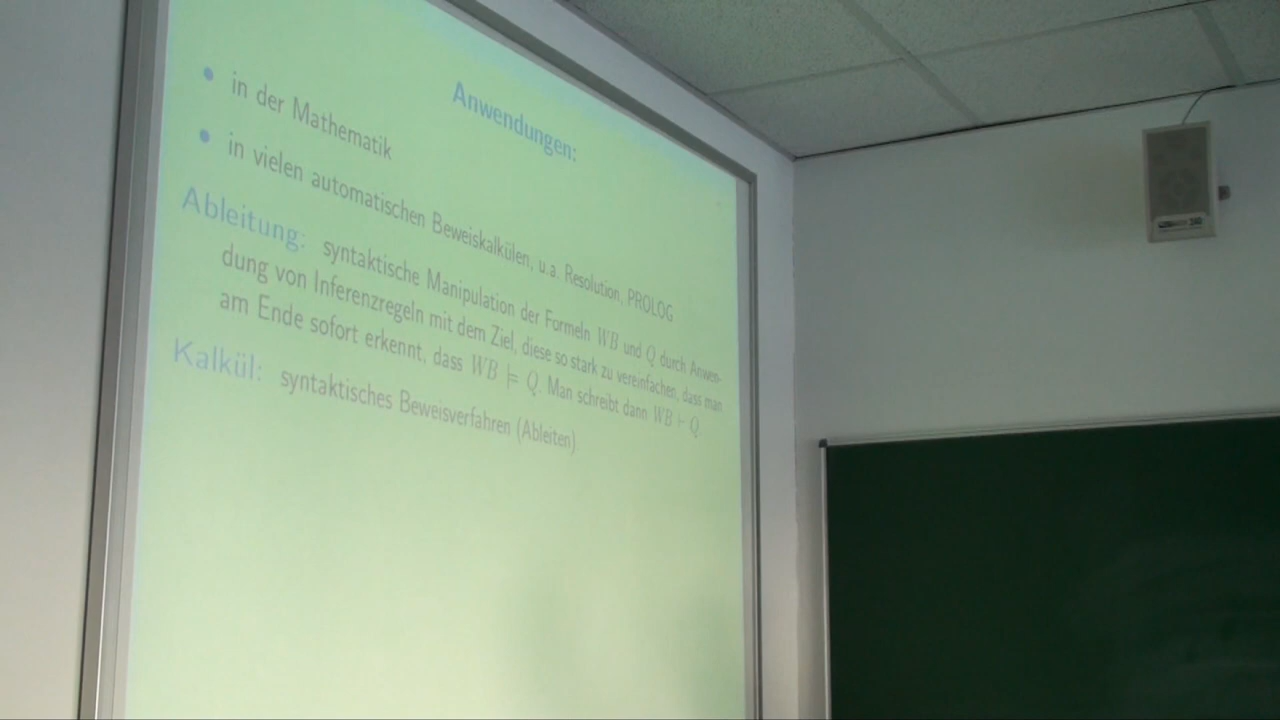 Anwendungen:
• in der Mathematik
• in vielen automatischen Beweiskalkülen, u.a. Resolution, PROLOG
Ableitung: syntaktische Manipulation der Formeln WB und Q durch Anwen-
dung von Inferenzregeln mit dem Ziel, diese so stark zu vereinfachen, dass man
am Ende sofort erkennt, dass WB ⊨ Q. Man schreibt dann WB ⊢ Q.
Kalkül: syntaktisches Beweisverfahren (Ableiten).